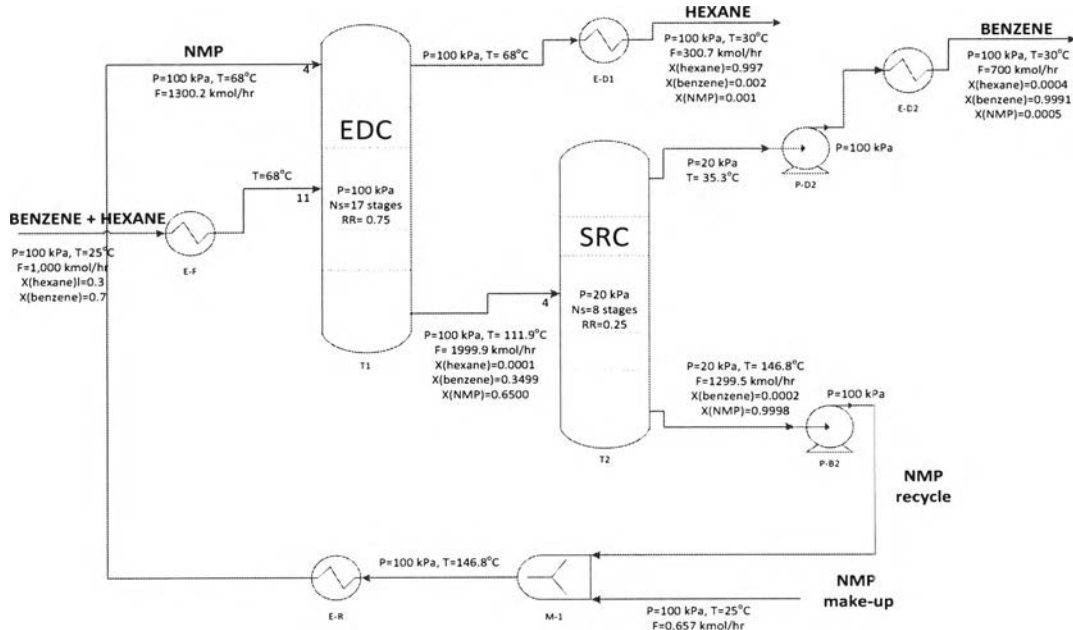 HEXANE
P=100 kPa, T=30°C
F=300.7 kmol/hr
X(hexane)=0.997
X(benzene)=0.002
X(NMP)=0.001
BENZENE
P=100 kPa, T=30°C
F=700 kmol/hr
X(hexane)=0.0004
X(benzene)=0.9991
X(NMP)=0.0005
NMP
P=100 kPa, T=68°C
F=1300.2 kmol/hr
4
P=100 kPa, T= 68°C
E-D1
E-D2
EDC
P=100 kPa
Ns=17 stages
RR= 0.75
T1
T=68°C
11
BENZENE + HEXANE
P=100 kPa, T=25°C
F=1,000 kmol/hr
X(hexane)l=0.3
X(benzene)=0.7
E-F
P=20 kPa
T= 35.3°C
P=100 kPa
P-D2
SRC
P=20 kPa
Ns=8 stages
RR=0.25
T2
4
P=100 kPa, T= 111.9°C
F= 1999.9 kmol/hr
X(hexane)=0.0001
X(benzene)=0.3499
X(NMP)=0.6500
P=20 kPa, T= 146.8°C
F=1299.5 kmol/hr
X(benzene)=0.0002
X(NMP)=0.9998
P=100 kPa
P-B2
NMP
recycle
P=100 kPa, T=146.8°C
E-R
M-1
NMP
make-up
P=100 kPa, T=25°C
F=0.657 kmol/hr